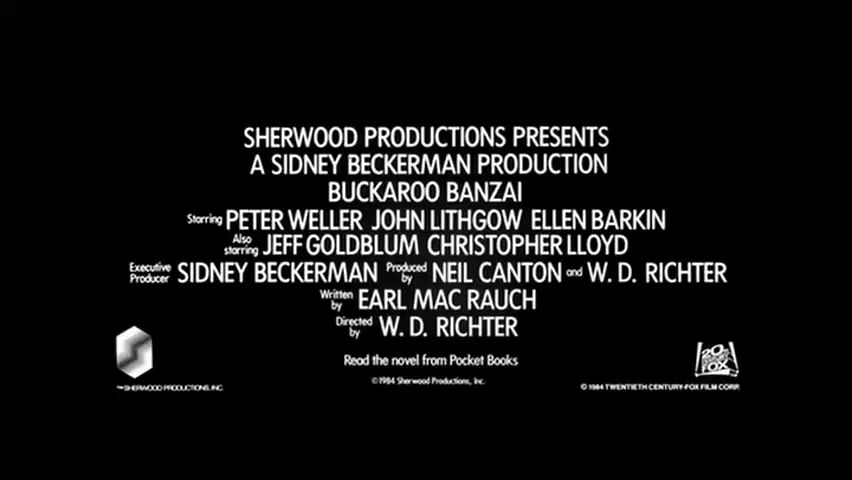 SHERWOOD PRODUCTIONS PRESENTS
A SIDNEY BECKERMAN PRODUCTION
BUCKAROO BANZAI
Starring PETER WELLER JOHN LITHGOW ELLEN BARKIN
Also starring JEFF GOLDBLUM CHRISTOPHER LLOYD
Executive Producer SIDNEY BECKERMAN Produced by NEIL CANTON and W. D. RICHTER
Written by EARL MAC RAUCH
Directed by W. D. RICHTER
Read the novel from Pocket Books
©1984 Sherwood Productions, Inc.
™SHERWOOD PRODUCTIONS, INC.
20th CENTURY FOX
© 1984 TWENTIETH CENTURY-FOX FILM CORP.